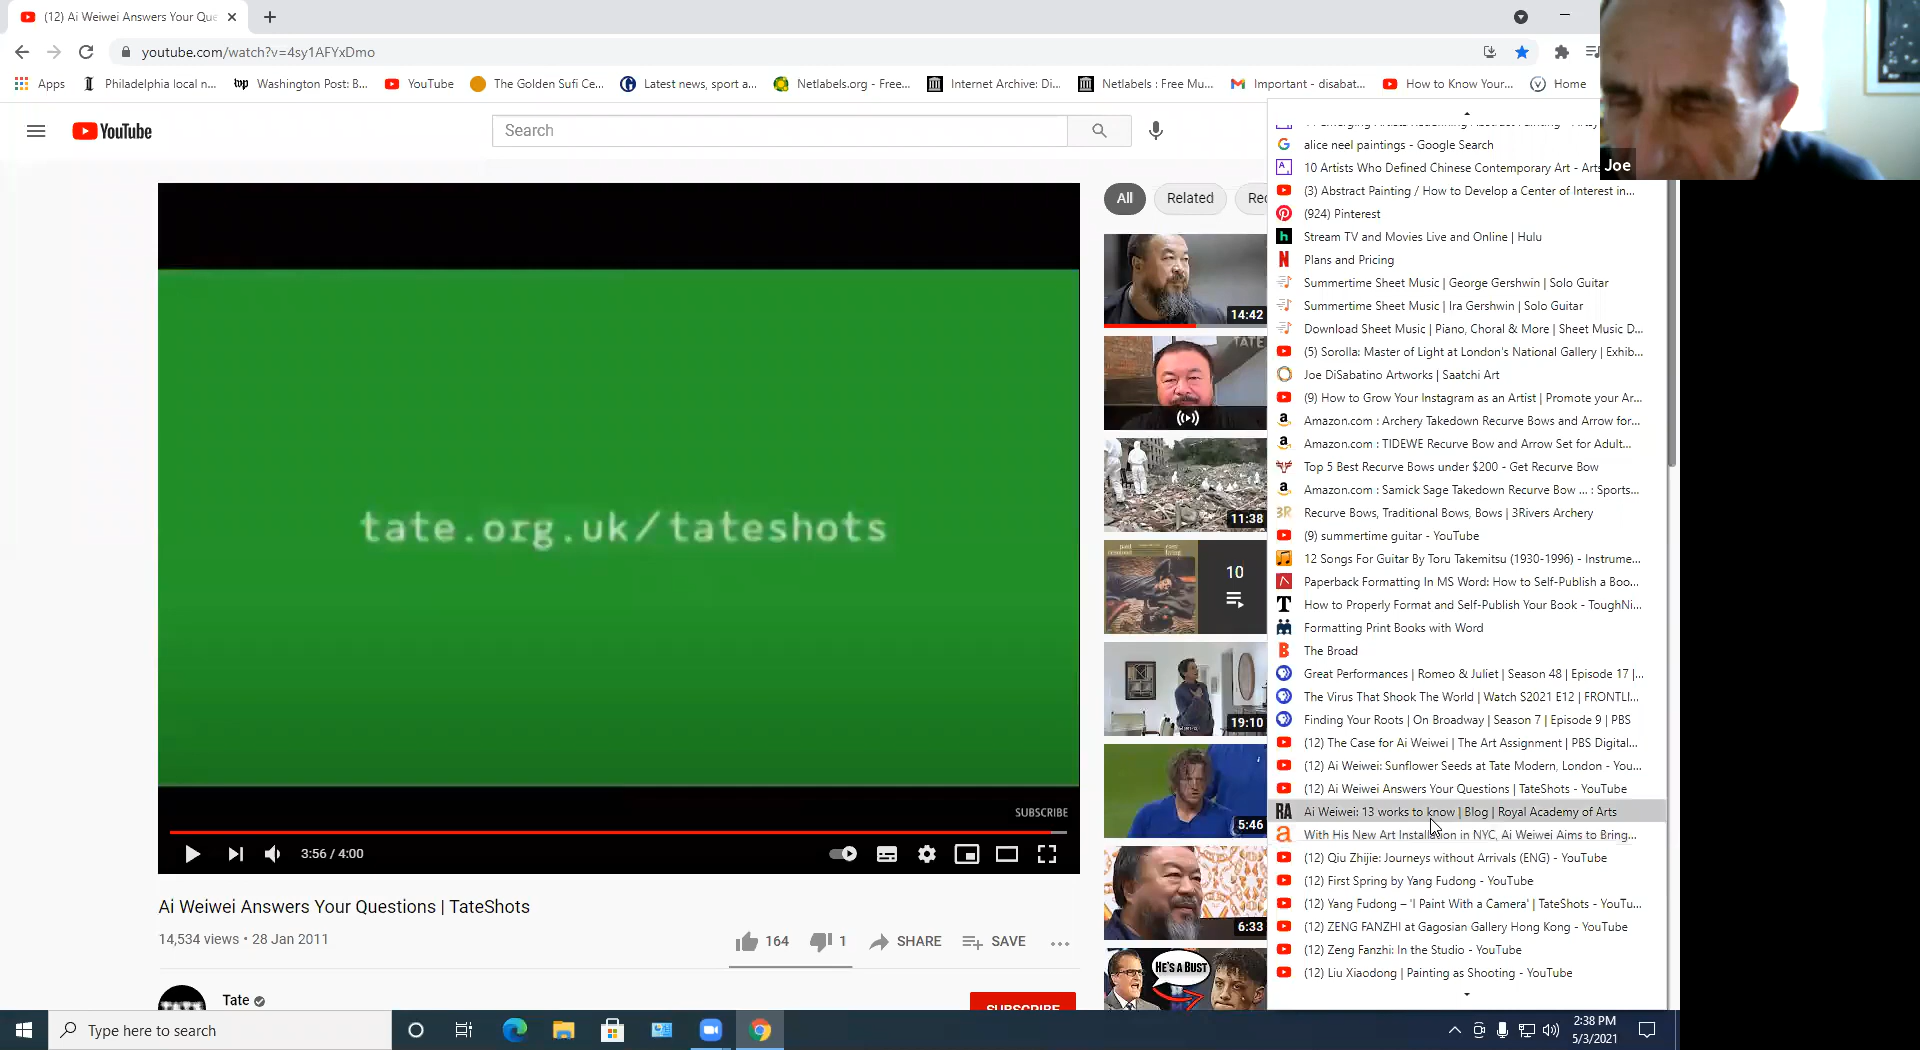 (12) Ai Weiwei Answers Your Que
youtube.com/watch?v=4sy1AFYxDmo
Apps
Philadelphia local n...
wp
Washington Post: B...
YouTube
The Golden Sufi Ce...
Latest news, sport a...
Netlabels.org - Free...
Internet Archive: Di...
Netlabels : Free Mu...
Important - disabat...
How to Know Your...
Home
YouTube
Search
Joe
tate.org.uk/tateshots
SUBSCRIBE
3:56 / 4:00
Ai Weiwei Answers Your Questions | TateShots
14,534 views • 28 Jan 2011
164
1
SHARE
SAVE
Tate
SUBSCRIBE
All
Related
Rec
14:42
TATE
11:38
10
19:10
5:46
6:33
HE'S A BUST
alice neel paintings - Google Search
10 Artists Who Defined Chinese Contemporary Art - Arts
(3) Abstract Painting / How to Develop a Center of Interest in...
(924) Pinterest
Stream TV and Movies Live and Online | Hulu
Plans and Pricing
Summertime Sheet Music | George Gershwin | Solo Guitar
Summertime Sheet Music | Ira Gershwin | Solo Guitar
Download Sheet Music | Piano, Choral & More | Sheet Music D...
(5) Sorolla: Master of Light at London's National Gallery | Exhib...
Joe DiSabatino Artworks | Saatchi Art
(9) How to Grow Your Instagram as an Artist | Promote your Ar...
Amazon.com : Archery Takedown Recurve Bows and Arrow for...
Amazon.com : TIDEWE Recurve Bow and Arrow Set for Adult...
Top 5 Best Recurve Bows under $200 - Get Recurve Bow
Amazon.com : Samick Sage Takedown Recurve Bow ... : Sports...
3R Recurve Bows, Traditional Bows, Bows | 3Rivers Archery
(9) summertime guitar - YouTube
12 Songs For Guitar By Toru Takemitsu (1930-1996) - Instrume...
Paperback Formatting In MS Word: How to Self-Publish a Boo...
T How to Properly Format and Self-Publish Your Book - ToughNi...
Formatting Print Books with Word
B The Broad
Great Performances | Romeo & Juliet | Season 48 | Episode 17 |...
The Virus That Shook The World | Watch S2021 E12 | FRONTLI...
Finding Your Roots | On Broadway | Season 7 | Episode 9 | PBS
(12) The Case for Ai Weiwei | The Art Assignment | PBS Digital...
(12) Ai Weiwei: Sunflower Seeds at Tate Modern, London - You...
(12) Ai Weiwei Answers Your Questions | TateShots - YouTube
RA Ai Weiwei: 13 works to know | Blog | Royal Academy of Arts
a With His New Art Installation in NYC, Ai Weiwei Aims to Bring...
(12) Qiu Zhijie: Journeys without Arrivals (ENG) - YouTube
(12) First Spring by Yang Fudong - YouTube
(12) Yang Fudong – 'I Paint With a Camera' | TateShots - YouTu...
(12) ZENG FANZHI at Gagosian Gallery Hong Kong - YouTube
(12) Zeng Fanzhi: In the Studio - YouTube
(12) Liu Xiaodong | Painting as Shooting - YouTube
Type here to search
2:38 PM
5/3/2021